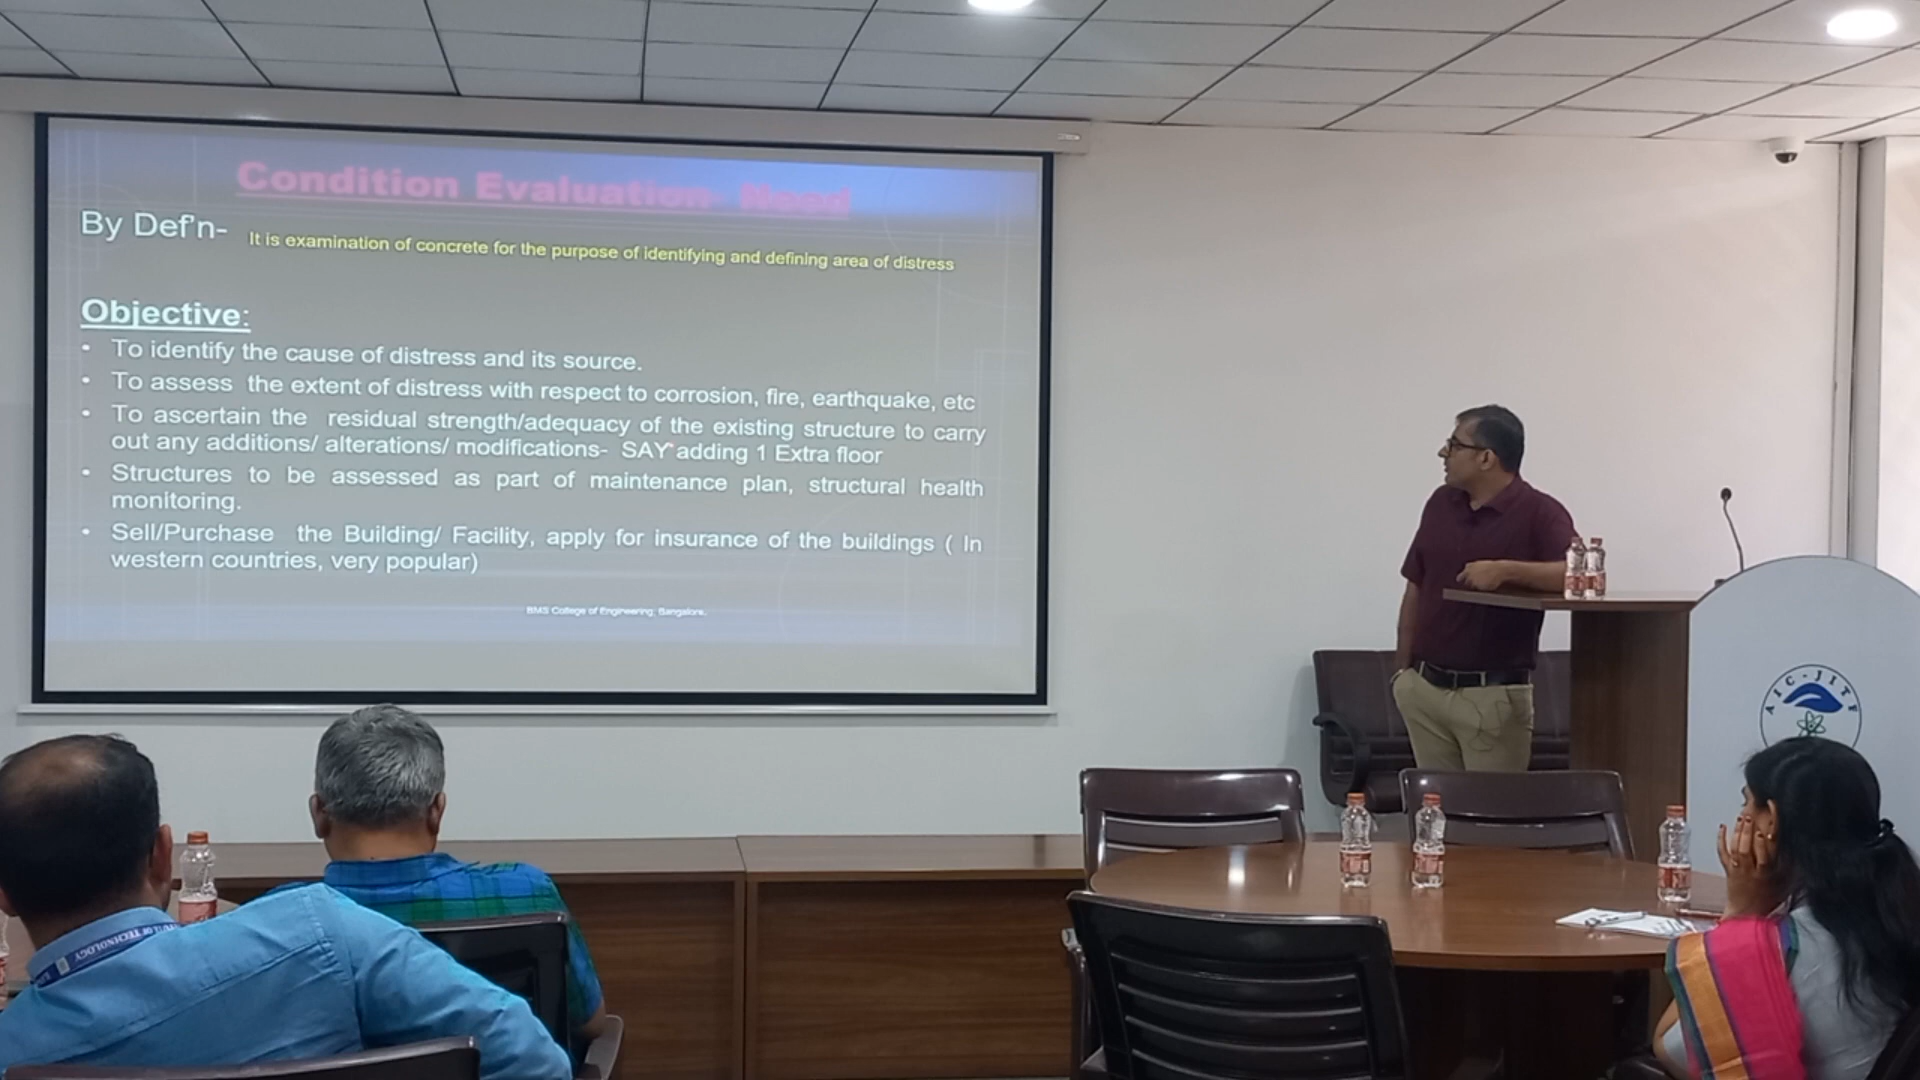 Condition Evaluation- Need
By Def'n- It is examination of concrete for the purpose of identifying and defining area of distress
Objective:
• To identify the cause of distress and its source.
• To assess the extent of distress with respect to corrosion, fire, earthquake, etc
• To ascertain the residual strength/adequacy of the existing structure to carry
out any additions/ alterations/ modifications- SAY adding 1 Extra floor
• Structures to be assessed as part of maintenance plan, structural health
monitoring.
• Sell/Purchase the Building/ Facility, apply for insurance of the buildings ( In
western countries, very popular)
BMS College of Engineering, Bangalore.
AIC-JITF
OF TECHNOLOGY